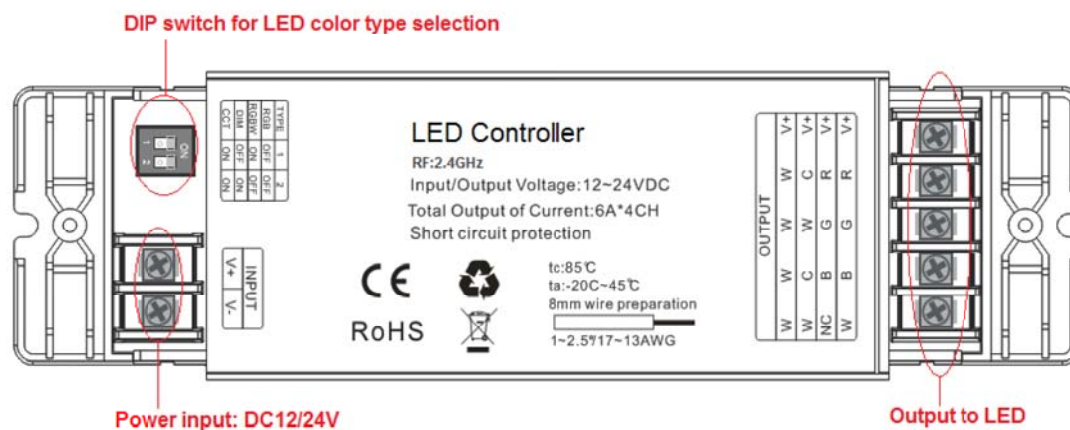 DIP switch for LED color type selection
ON
1 2
TYPE 1 2
RGB OFF OFF
RGBW ON OFF
DIM OFF ON
CCT ON ON
INPUT
V+ V-
LED Controller
RF:2.4GHz
Input/Output Voltage:12~24VDC
Total Output of Current:6A*4CH
Short circuit protection
CE
RoHS
tc:85℃
ta:-20C~45℃
8mm wire preparation
1~2.5㎡17~13AWG
OUTPUT
W W W W V+
W C W C V+
NC B G R V+
W B G R V+
Power input: DC12/24V
Output to LED